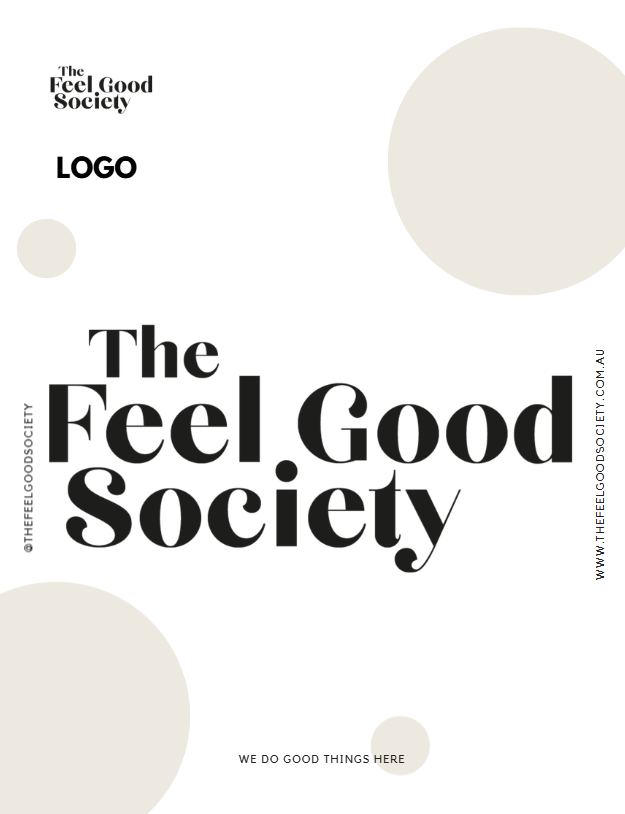 The
Feel Good
Society
LOGO
The
Feel Good
Society
@THEFEELGOODSOCIETY
WWW.THEFEELGOODSOCIETY.COM.AU
WE DO GOOD THINGS HERE